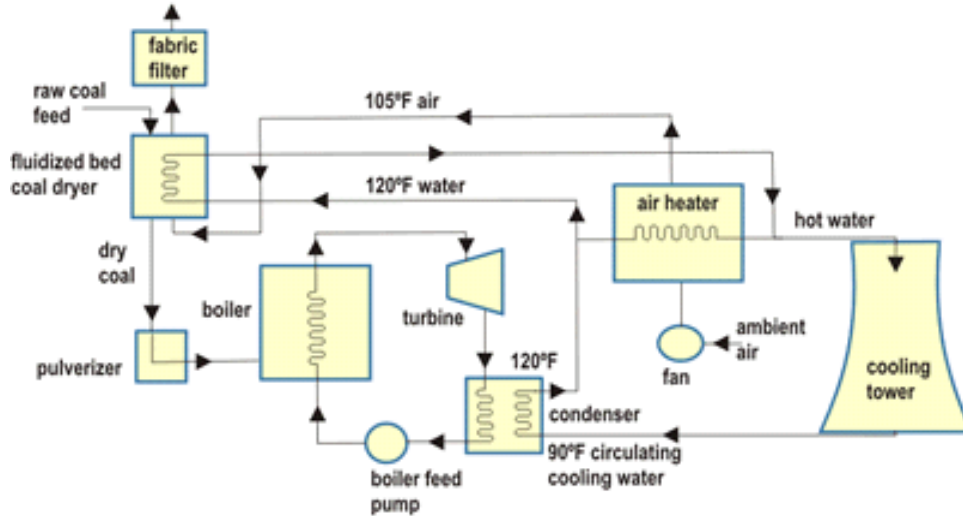 fabric
filter
raw coal
feed
105ºF air
fluidized bed
coal dryer
120ºF water
air heater
hot water
dry
coal
boiler
turbine
pulverizer
120ºF
condenser
fan
ambient
air
cooling
tower
90ºF circulating
cooling water
boiler feed
pump